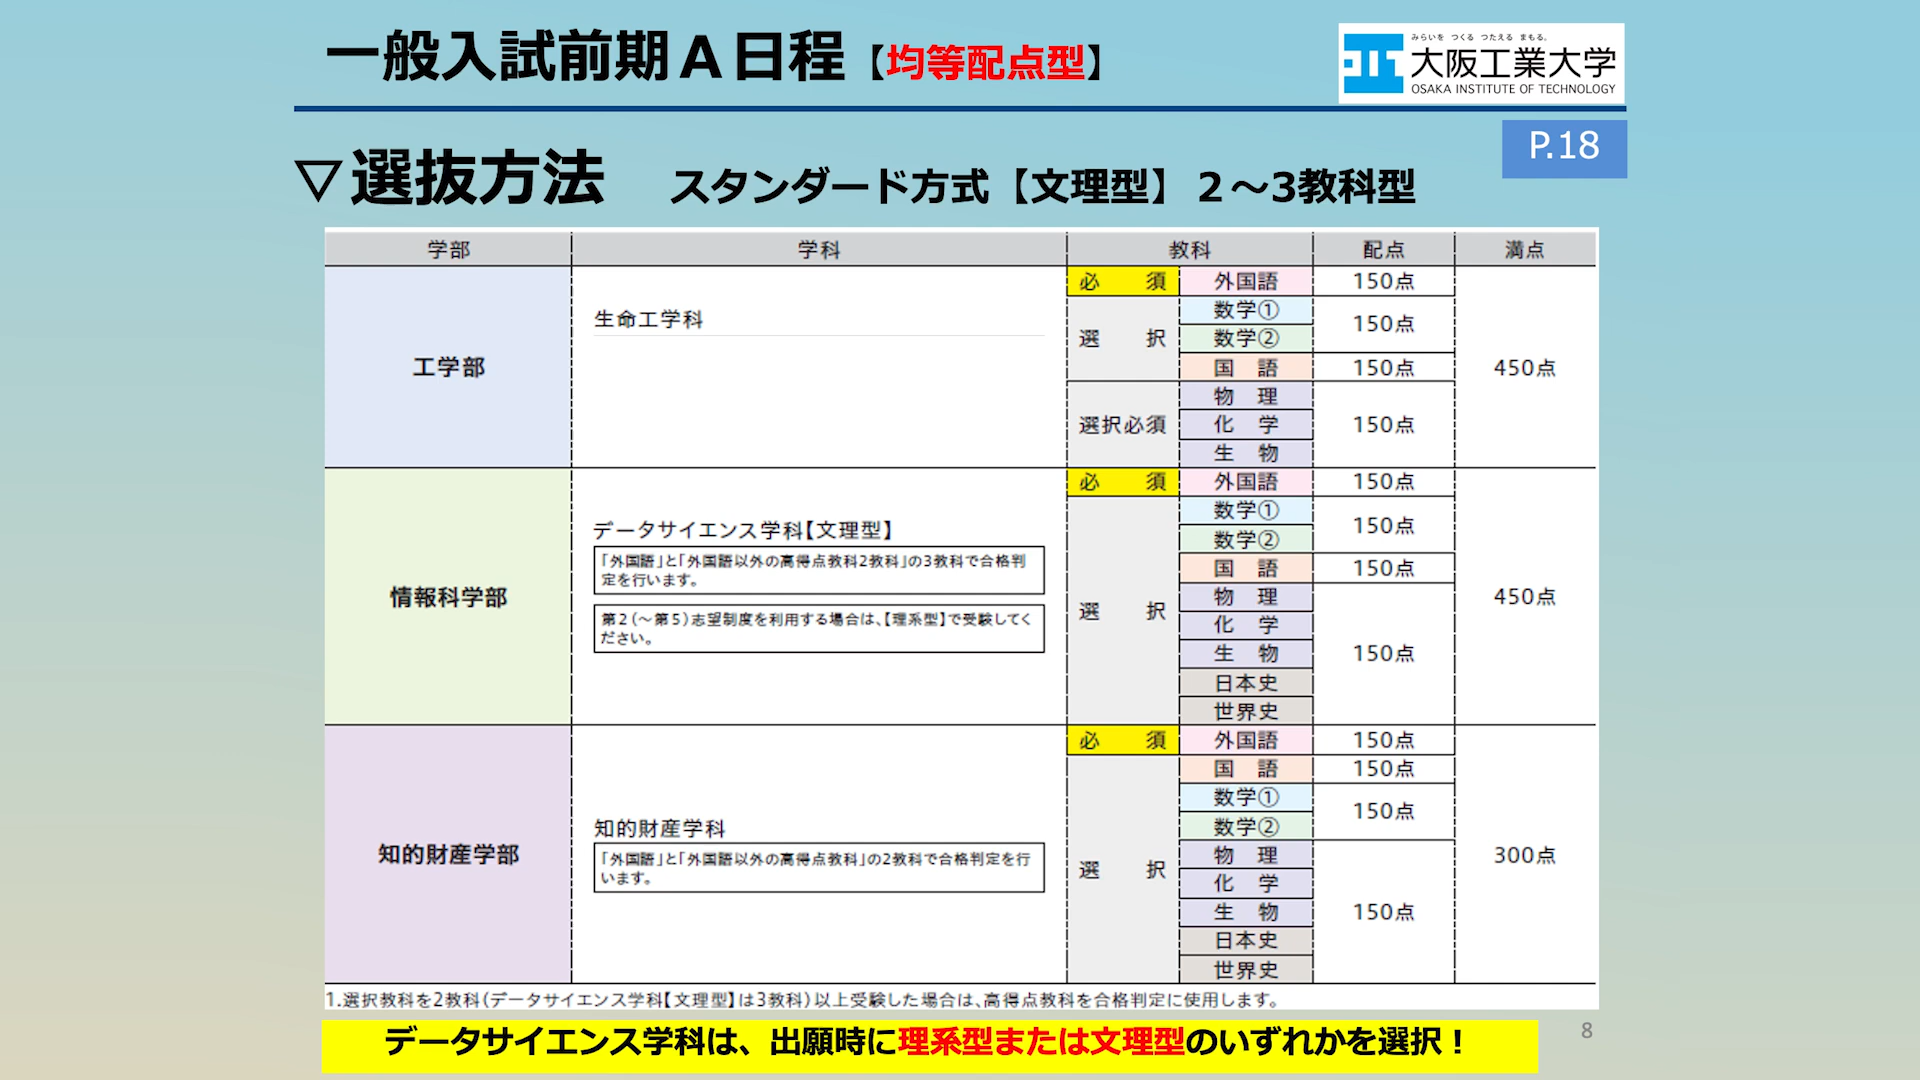 一般入試前期A日程【均等配点型】
みらいを つくる つたえる まもる。
大阪工業大学
OSAKA INSTITUTE OF TECHNOLOGY
P.18
▽選抜方法 スタンダード方式【文理型】2~3教科型
学部 学科 教科 配点 満点
工学部
生命工学科
必須 外国語 150点
選択 数学① 数学② 150点
国語 150点
選択必須 物理 化学 生物 150点
450点
情報科学部
データサイエンス学科【文理型】
「外国語」と「外国語以外の高得点教科2教科」の3教科で合格判
定を行います。
第2(~第5)志望制度を利用する場合は、【理系型】で受験してく
ださい。
必須 外国語 150点
選択 数学① 数学② 150点
国語 150点
物理 化学 生物 日本史 世界史 150点
450点
知的財産学部
知的財産学科
「外国語」と「外国語以外の高得点教科」の2教科で合格判定を行
います。
必須 外国語 150点
選択 国語 150点
数学① 数学② 150点
物理 化学 生物 日本史 世界史 150点
300点
1.選択教科を2教科(データサイエンス学科【文理型】は3教科)以上受験した場合は、高得点教科を合格判定に使用します。
データサイエンス学科は、出願時に理系型または文理型のいずれかを選択!
8